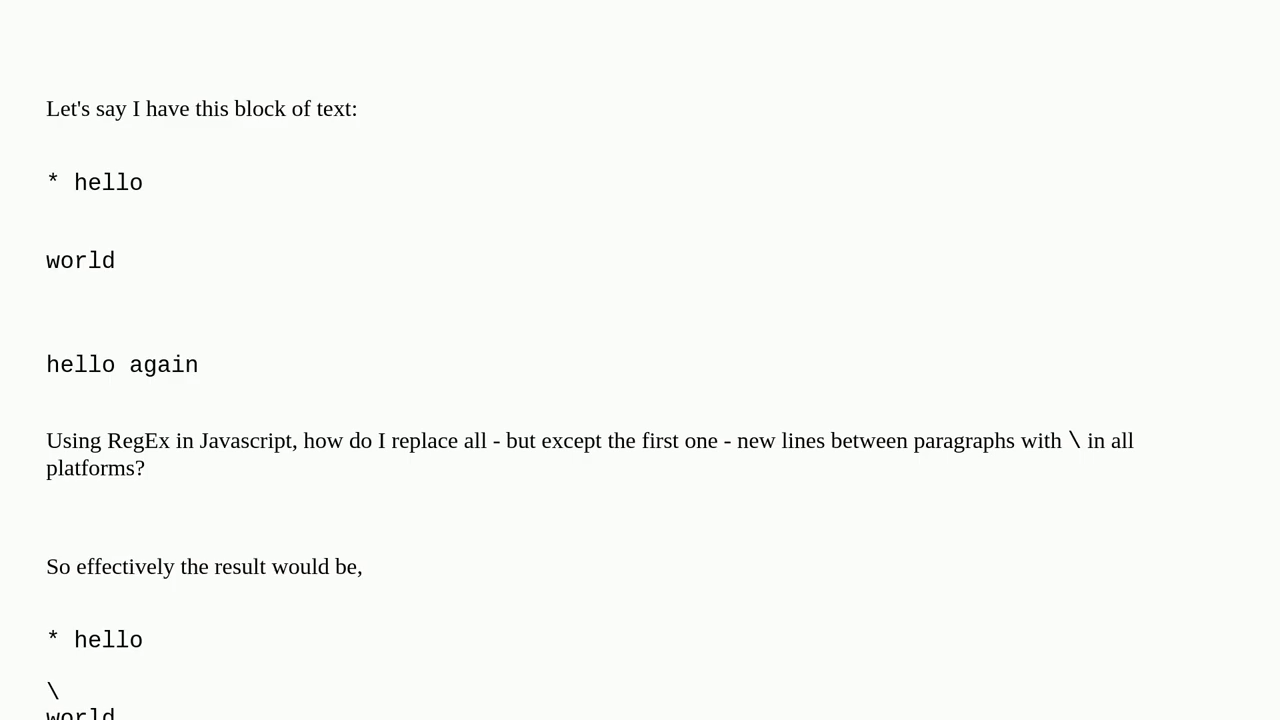 Let's say I have this block of text:
* hello
world
hello again
Using RegEx in Javascript, how do I replace all - but except the first one - new lines between paragraphs with \ in all
platforms?
So effectively the result would be,
* hello
\
world